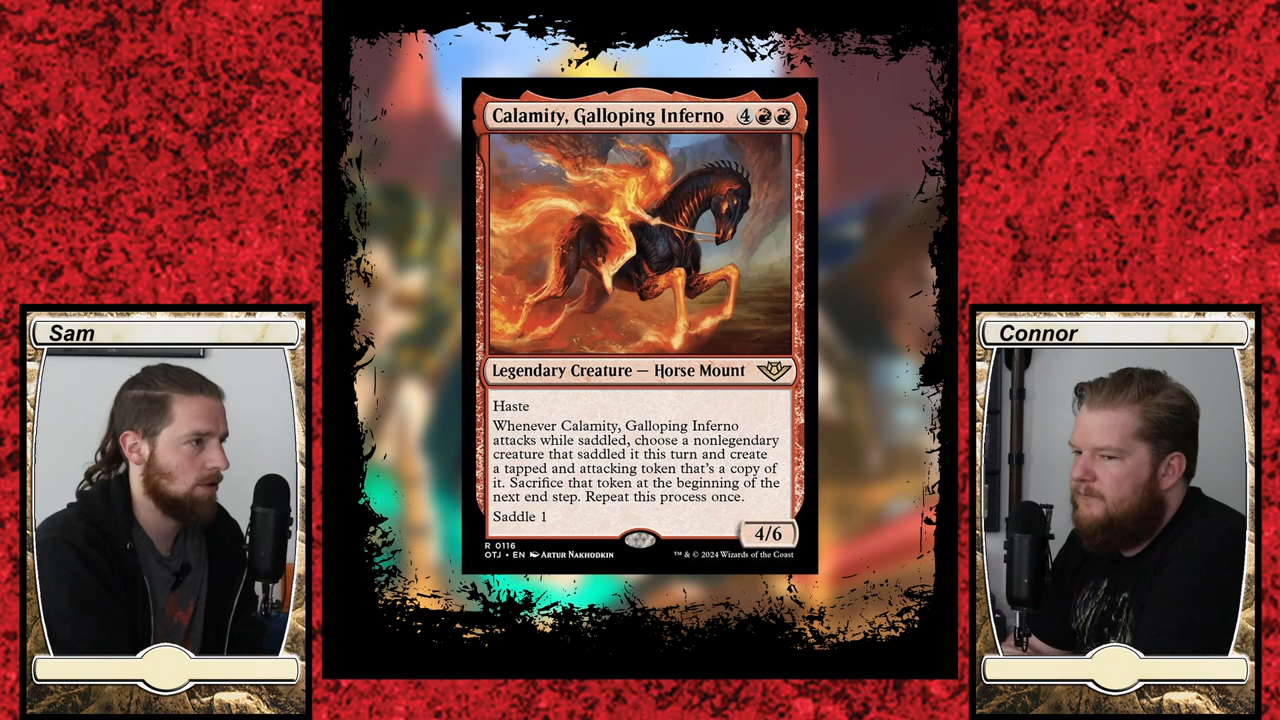 Calamity, Galloping Inferno 4
Sam
Connor
Legendary Creature — Horse Mount
Haste
Whenever Calamity, Galloping Inferno
attacks while saddled, choose a nonlegendary
creature that saddled it this turn and create
a tapped and attacking token that's a copy of
it. Sacrifice that token at the beginning of the
next end step. Repeat this process once.
Saddle 1
4/6
R 0116
OTJ • EN Artur Nakhodkin
™ & © 2024 Wizards of the Coast